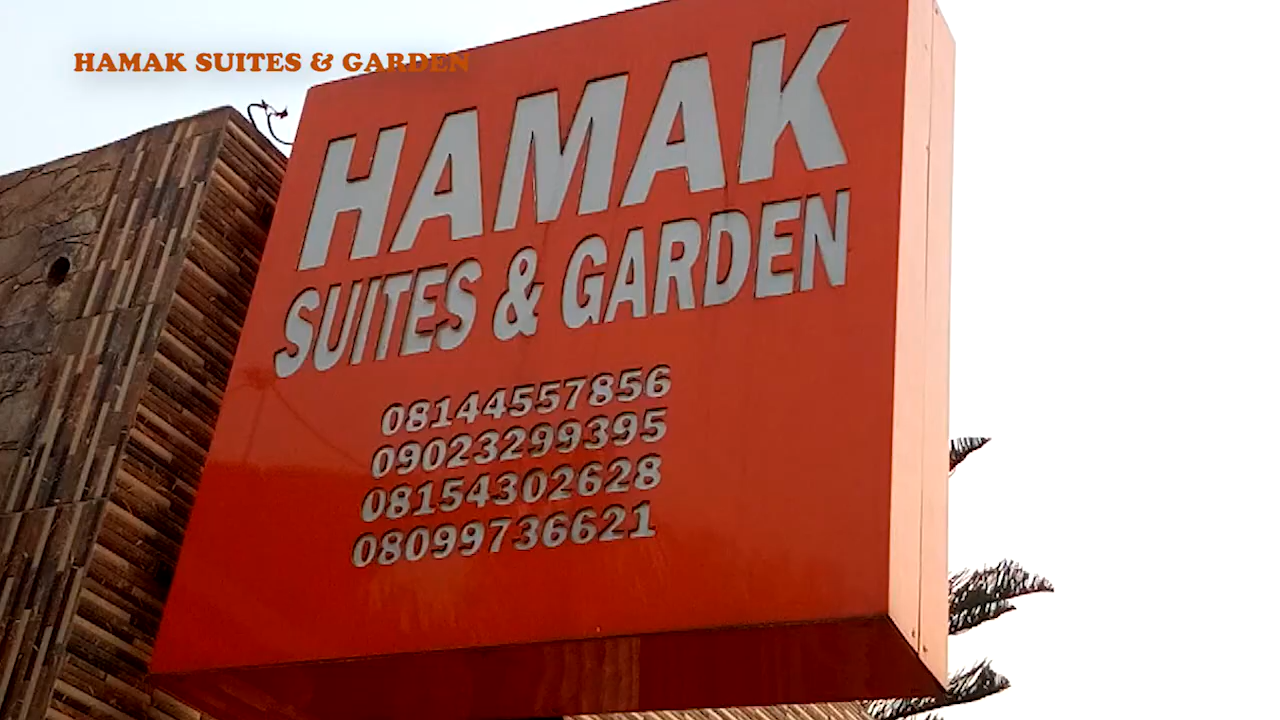 HAMAK SUITES & GARDEN
HAMAK
SUITES & GARDEN
08144557856
09023299395
08154302628
08099736621